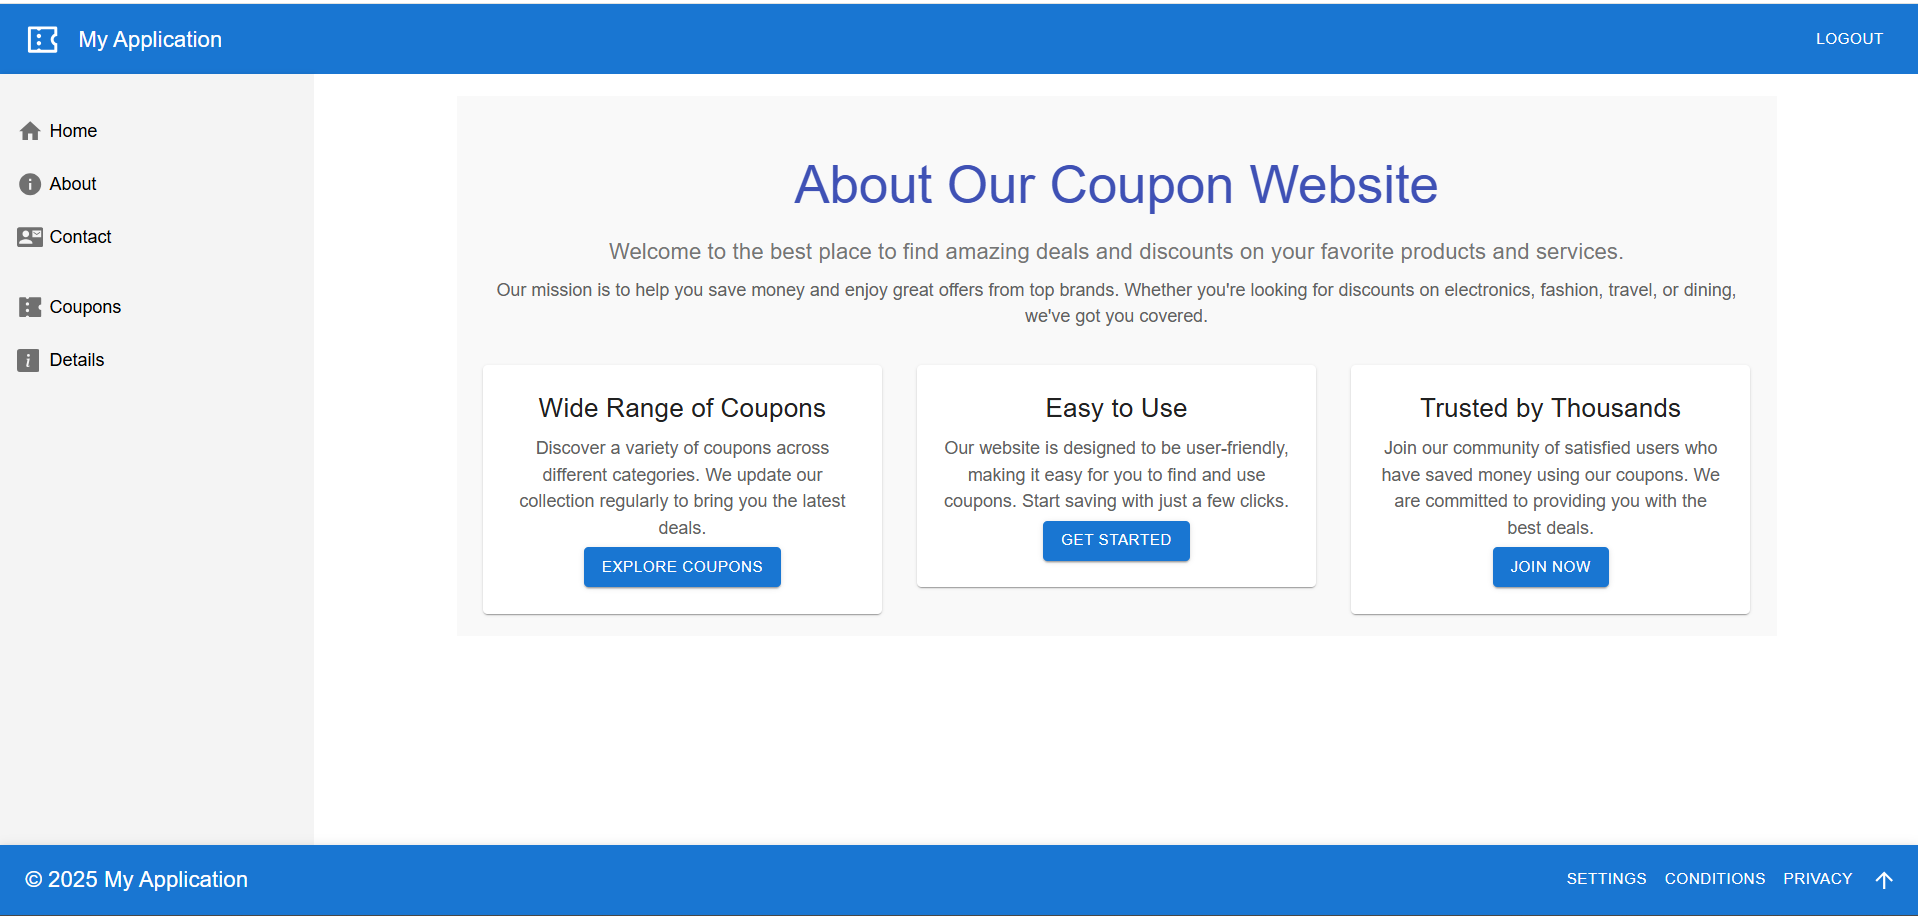 My Application
LOGOUT
Home
About
Contact
Coupons
Details
About Our Coupon Website
Welcome to the best place to find amazing deals and discounts on your favorite products and services.
Our mission is to help you save money and enjoy great offers from top brands. Whether you're looking for discounts on electronics, fashion, travel, or dining,
we've got you covered.
Wide Range of Coupons
Discover a variety of coupons across
different categories. We update our
collection regularly to bring you the latest
deals.
EXPLORE COUPONS
Easy to Use
Our website is designed to be user-friendly,
making it easy for you to find and use
coupons. Start saving with just a few clicks.
GET STARTED
Trusted by Thousands
Join our community of satisfied users who
have saved money using our coupons. We
are committed to providing you with the
best deals.
JOIN NOW
© 2025 My Application
SETTINGS
CONDITIONS
PRIVACY